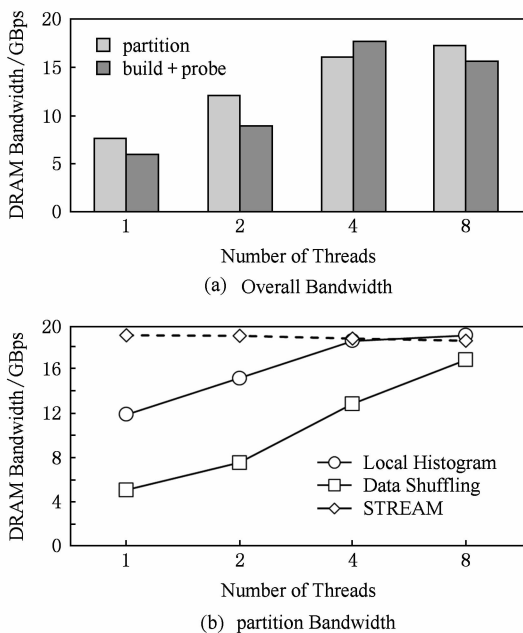 20
15
10
5
0
DRAM Bandwidth/GBps
partition
build+probe
1 2 4 8
Number of Threads
(a) Overall Bandwidth
20
16
12
8
4
0
DRAM Bandwidth/GBps
Local Histogram
Data Shuffling
STREAM
1 2 4 8
Number of Threads
(b) partition Bandwidth